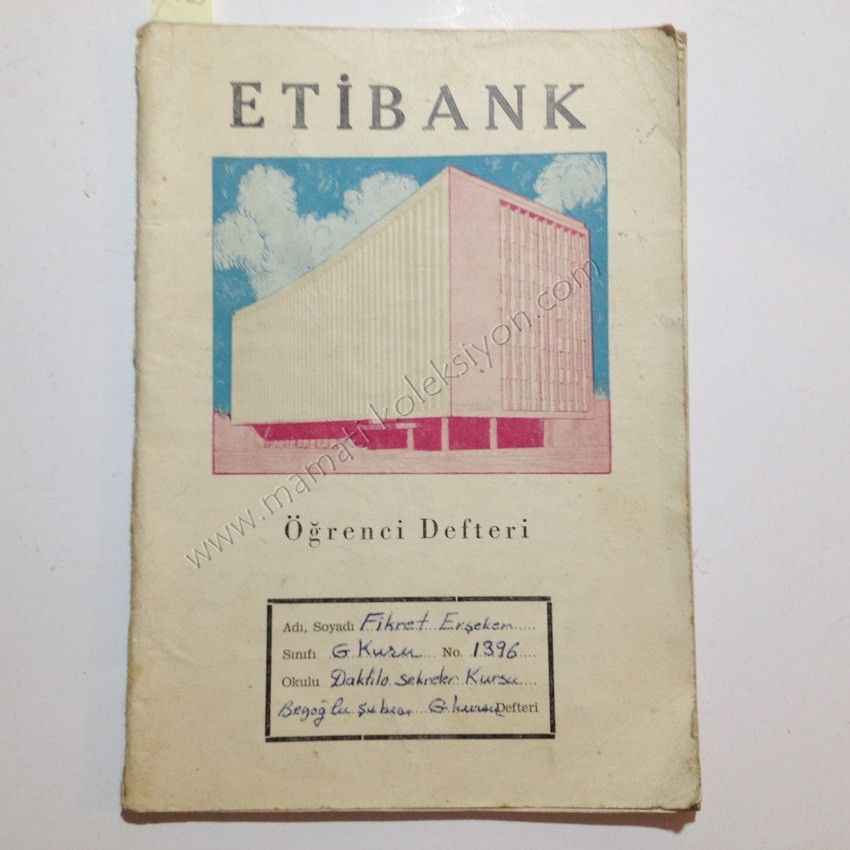 ETİBANK
www.mamatrkoleksiyon.com
Öğrenci Defteri
Adı, Soyadı Fikret Erşeken
Sınıfı G Kursu No. 1396
Okulu Daktilo sekreter Kursu
Beyoğlu Şubesi G kursu Defteri